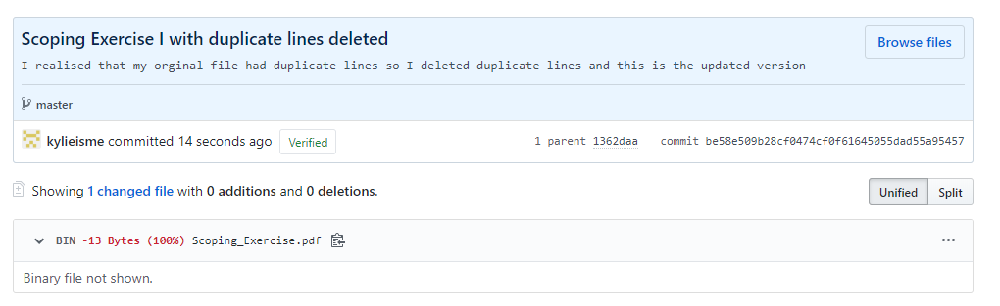 Scoping Exercise I with duplicate lines deleted
Browse files
I realised that my orginal file had duplicate lines so I deleted duplicate lines and this is the updated version
master
kylieisme committed 14 seconds ago Verified 1 parent 1362daa commit be58e509b28cf0474cf0f61645055dad55a95457
Showing 1 changed file with 0 additions and 0 deletions. Unified Split
BIN -13 Bytes (100%) Scoping_Exercise.pdf
Binary file not shown.